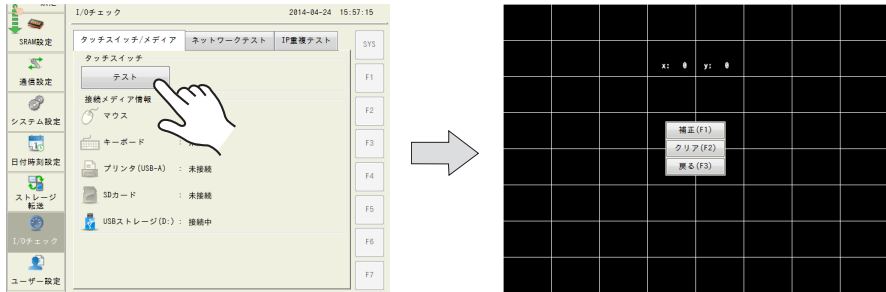 I/Oチェック 2014-04-24 15:57:15
SRAM設定
通信設定
システム設定
日付時刻設定
ストレージ
転送
I/Oチェック
ユーザー設定
タッチスイッチ/メディア ネットワークテスト IP重複テスト
タッチスイッチ
テスト
接続メディア情報
マウス
キーボード :
プリンタ(USB-A) : 未接続
SDカード : 未接続
USBストレージ(D:) : 接続中
SYS
F1
F2
F3
F4
F5
F6
F7
x: 0 y: 0
補正(F1)
クリア(F2)
戻る(F3)